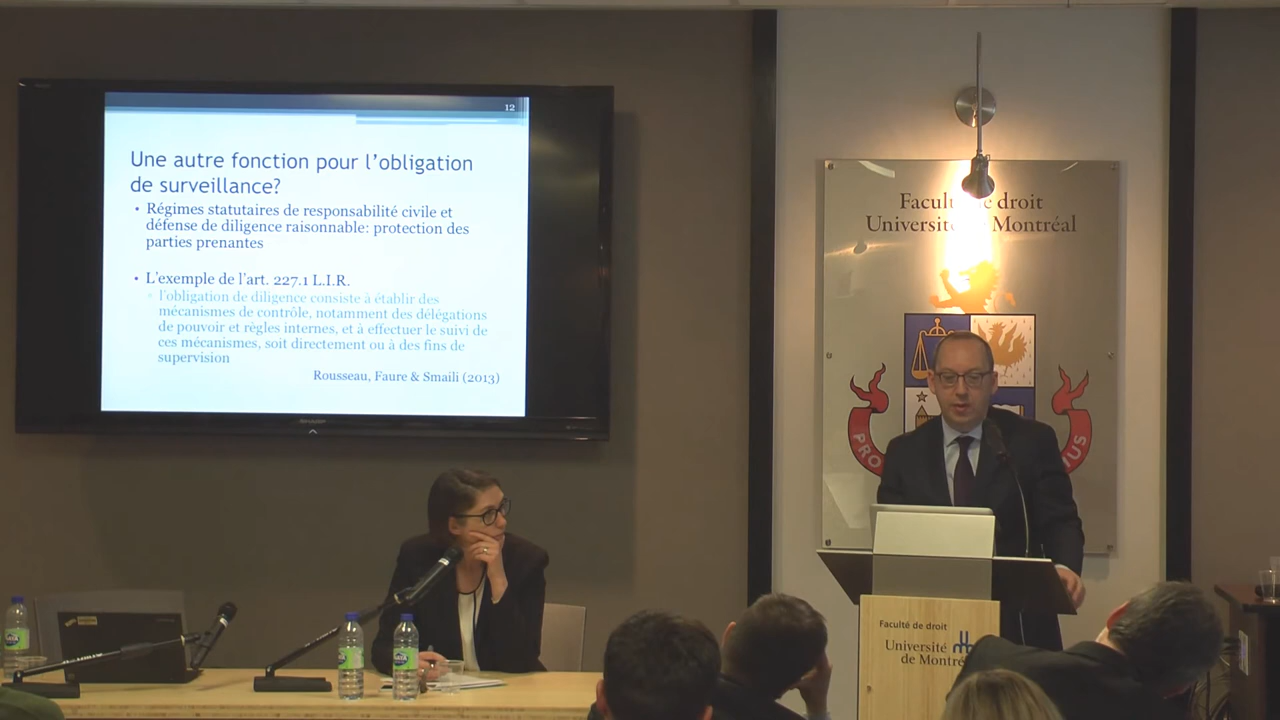 12
Une autre fonction pour l'obligation
de surveillance?
• Régimes statutaires de responsabilité civile et
défense de diligence raisonnable: protection des
parties prenantes
• L'exemple de l'art. 227.1 L.I.R.
l'obligation de diligence consiste à établir des
mécanismes de contrôle, notamment des délégations
de pouvoir et règles internes, et à effectuer le suivi de
ces mécanismes, soit directement ou à des fins de
supervision
Rousseau, Faure & Smaili (2013)
Faculté de droit
Université de Montréal
PRO
TUS
Faculté de droit
Université
de Montré